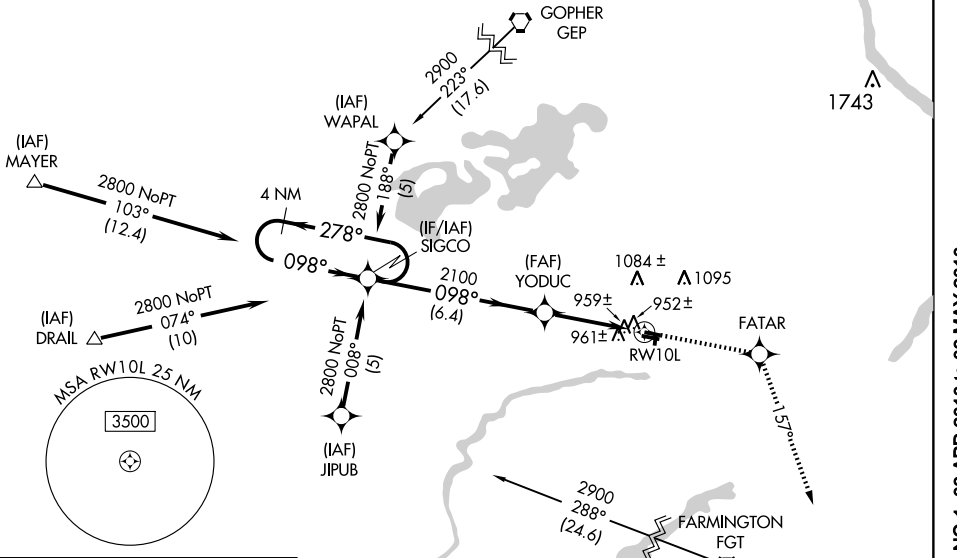 GOPHER
GEP
2900
223°
(17.6)
1743
(IAF)
WAPAL
(IAF)
MAYER
2800 NoPT
103°
(12.4)
4 NM
2800 NoPT
188°
(5)
278°
098°
(IF/IAF)
SIGCO
2100
098°
(6.4)
(FAF)
YODUC
1084 ±
1095
959±
952±
961±
RW10L
FATAR
157°
2800 NoPT
074°
(10)
(IAF)
DRAIL
2800 NoPT
008°
(5)
(IAF)
JIPUB
MSA RW10L 25 NM
3500
2900
288°
(24.6)
FARMINGTON
FGT